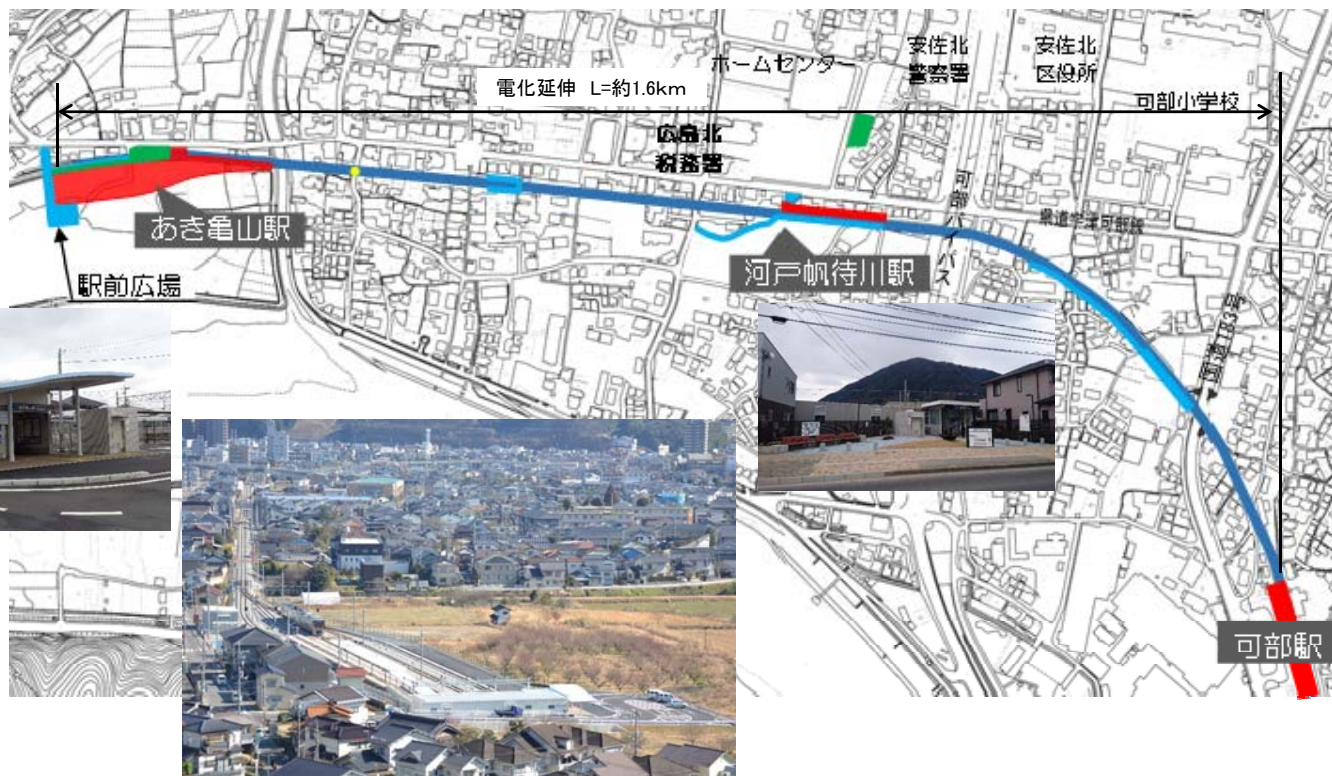 電化延伸 L=約1.6km
ホームセンター
安佐北
警察署
安佐北
区役所
可部小学校
広島北
税務署
あき亀山駅
駅前広場
河戸帆待川駅
可部バイパス
県道宇津可部線
国道183号
可部駅